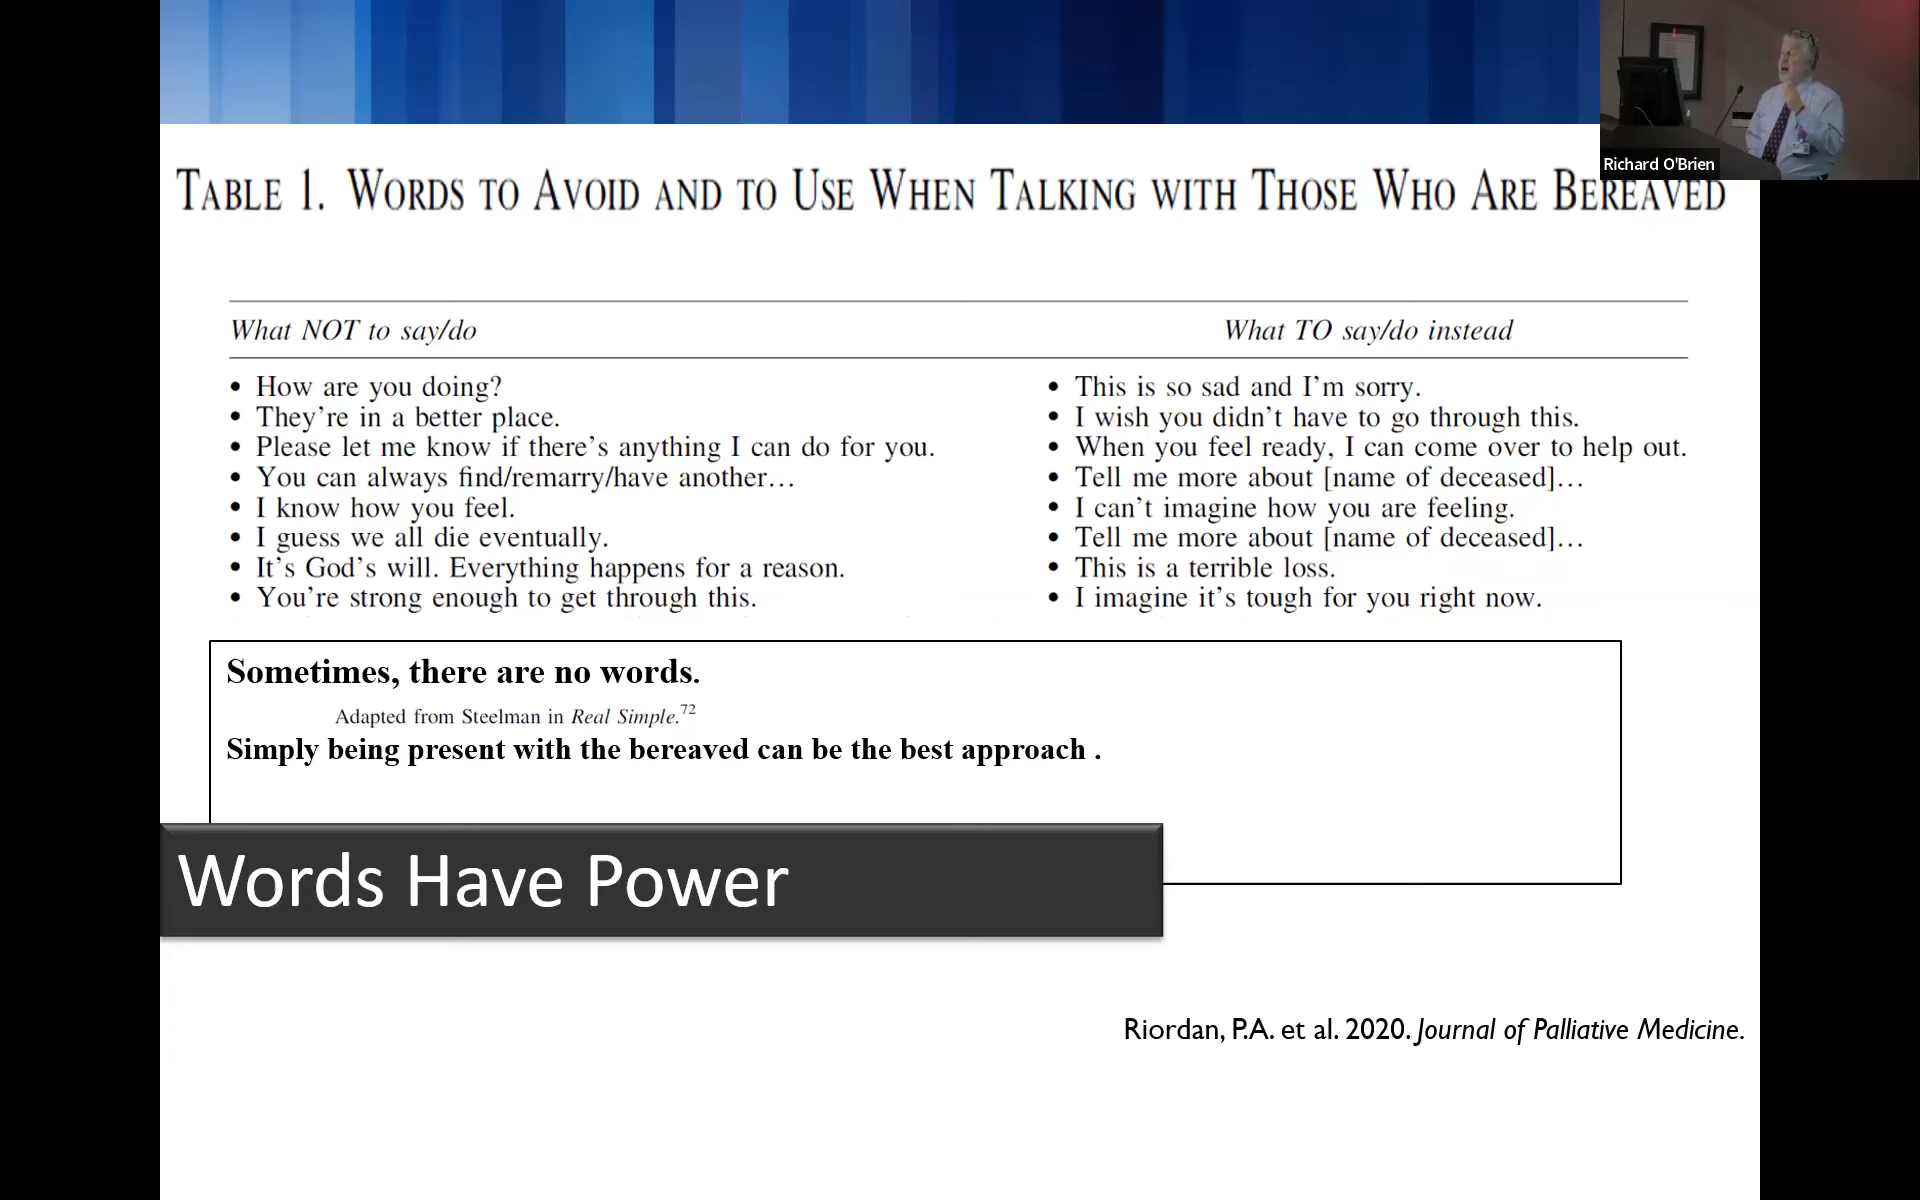 Richard O'Brien
TABLE 1. WORDS TO AVOID AND TO USE WHEN TALKING WITH THOSE WHO ARE BEREAVED
What NOT to say/do
What TO say/do instead
• How are you doing?
• They're in a better place.
• Please let me know if there's anything I can do for you.
• You can always find/remarry/have another…
• I know how you feel.
• I guess we all die eventually.
• It's God's will. Everything happens for a reason.
• You're strong enough to get through this.
• This is so sad and I'm sorry.
• I wish you didn't have to go through this.
• When you feel ready, I can come over to help out.
• Tell me more about [name of deceased]…
• I can't imagine how you are feeling.
• Tell me more about [name of deceased]…
• This is a terrible loss.
• I imagine it's tough for you right now.
Sometimes, there are no words.
Adapted from Steelman in Real Simple.72
Simply being present with the bereaved can be the best approach .
Words Have Power
Riordan, P.A. et al. 2020. Journal of Palliative Medicine.